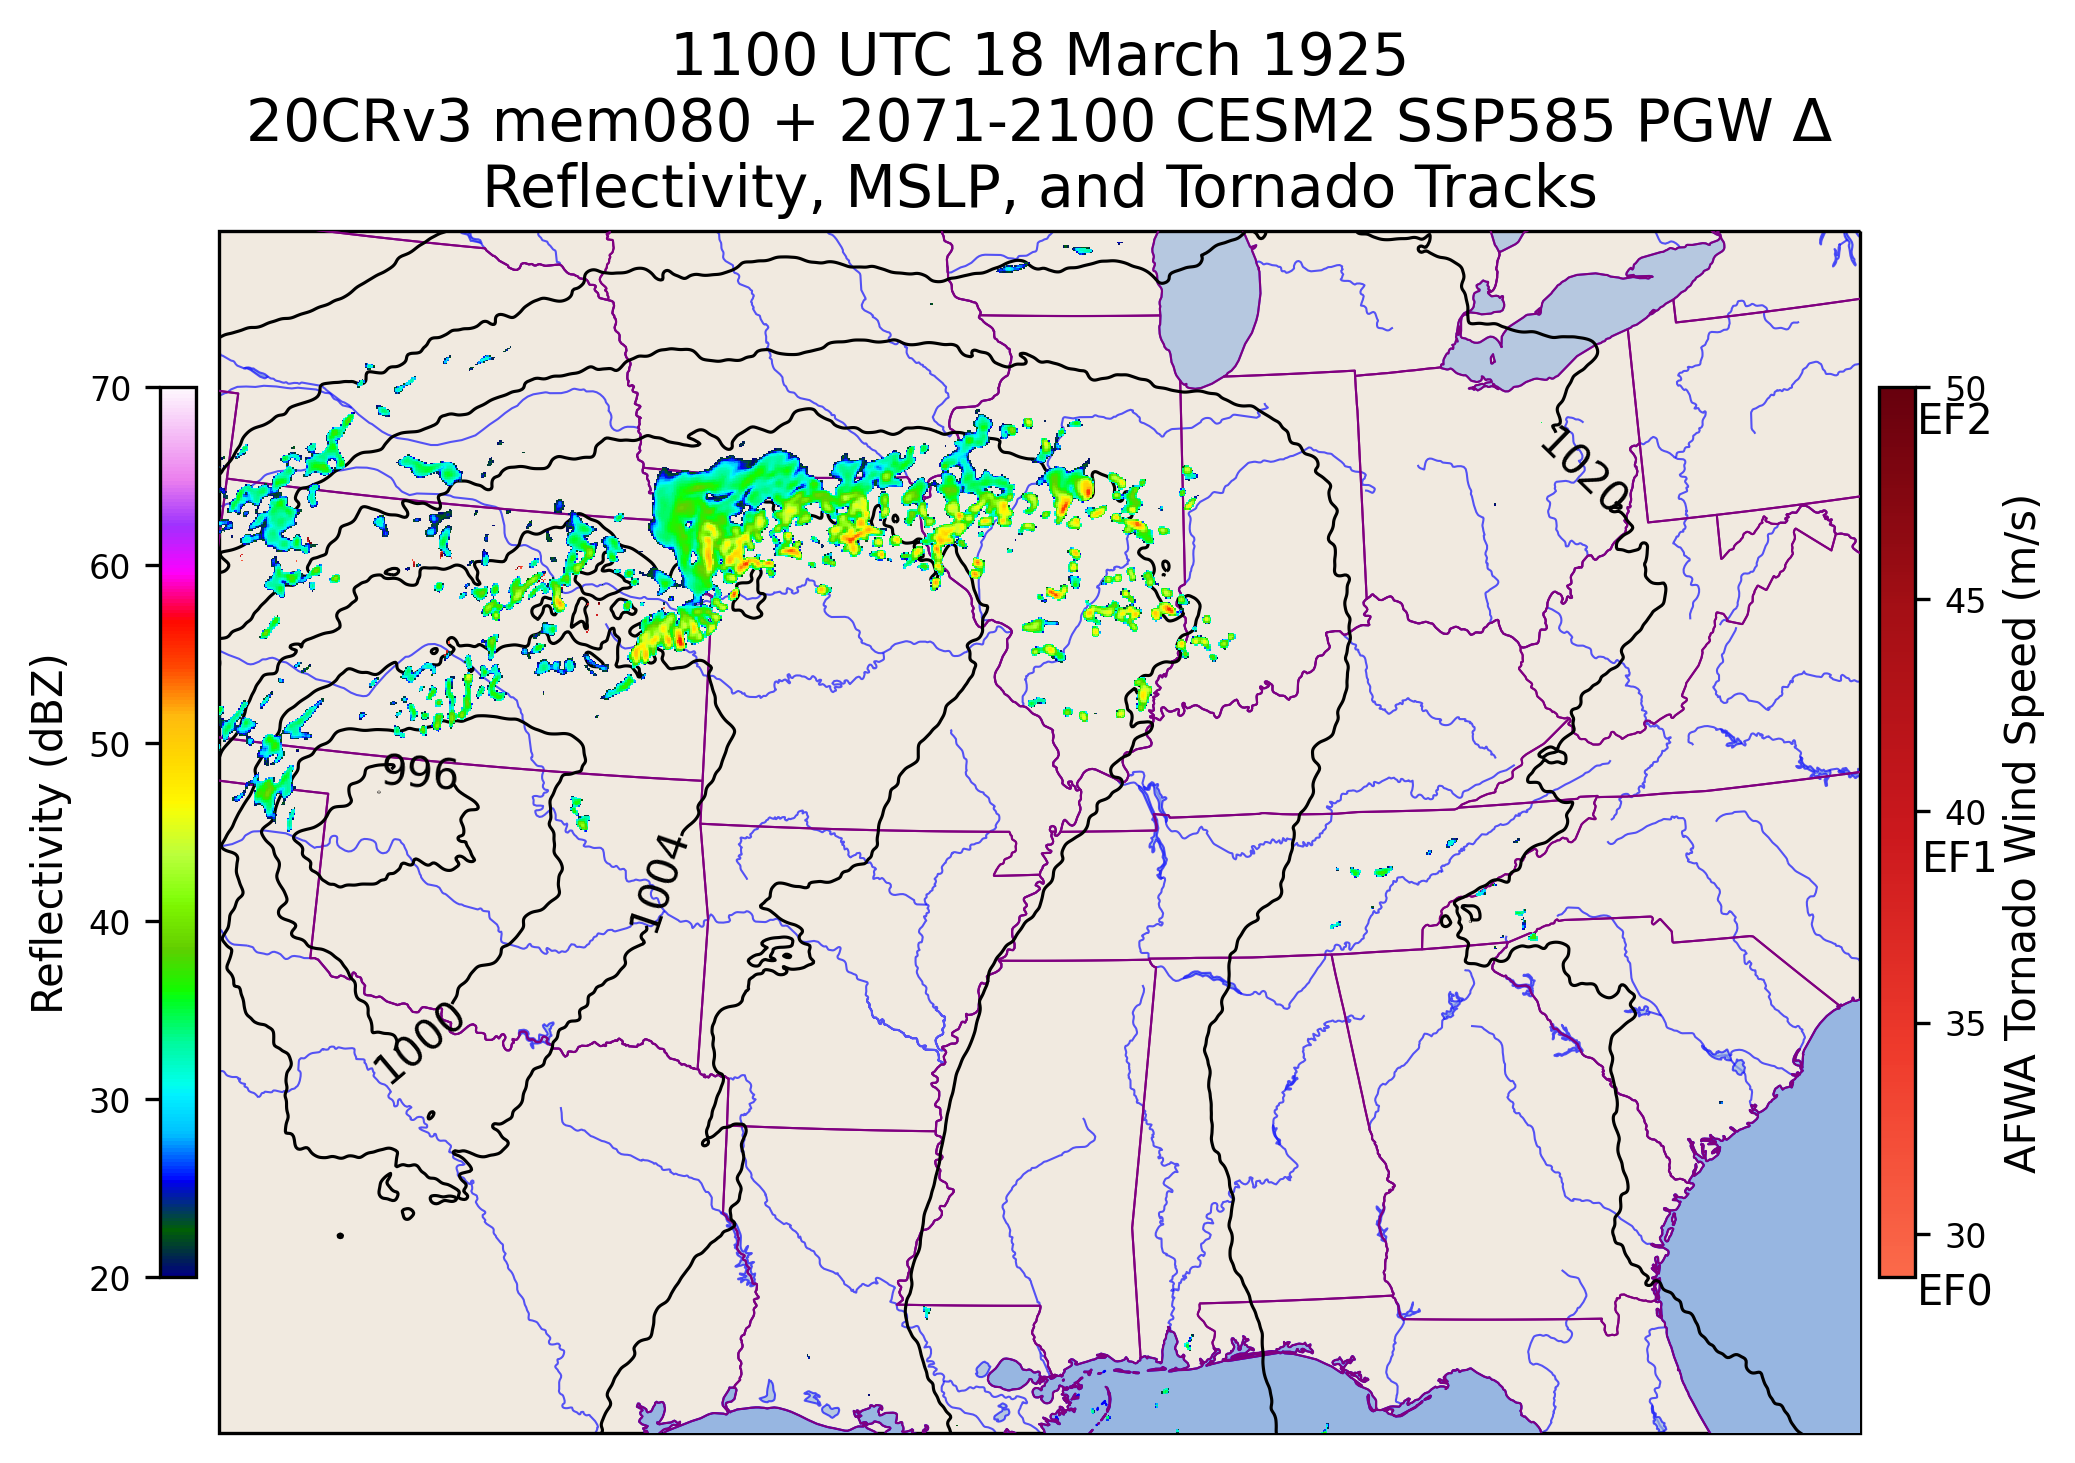 1100 UTC 18 March 1925
20CRv3 mem080 + 2071-2100 CESM2 SSP585 PGW Δ
Reflectivity, MSLP, and Tornado Tracks
70
60
50
40
30
20
Reflectivity (dBZ)
1020
996
1004
1000
50
EF2
45
40
EF1
35
30
EF0
AFWA Tornado Wind Speed (m/s)